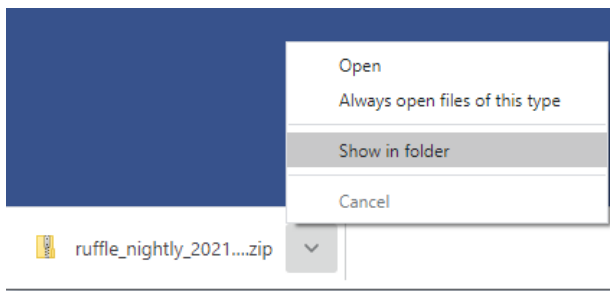 Open
Always open files of this type
Show in folder
Cancel
ruffle_nightly_2021....zip